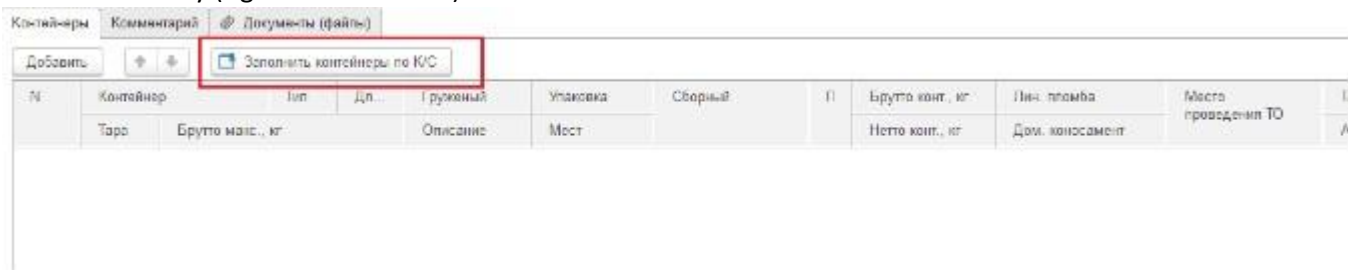 Контейнеры Комментарий Документы (файлы)
Добавить Заполнить контейнеры по К/С
N Контейнер Тип Дл... Груженый Упаковка Сборный П Брутто конт., кг Лин. пломба Место проведения ТО
Тара Брутто макс., кг Описание Мест Нетто конт., кг Дом. коносамент